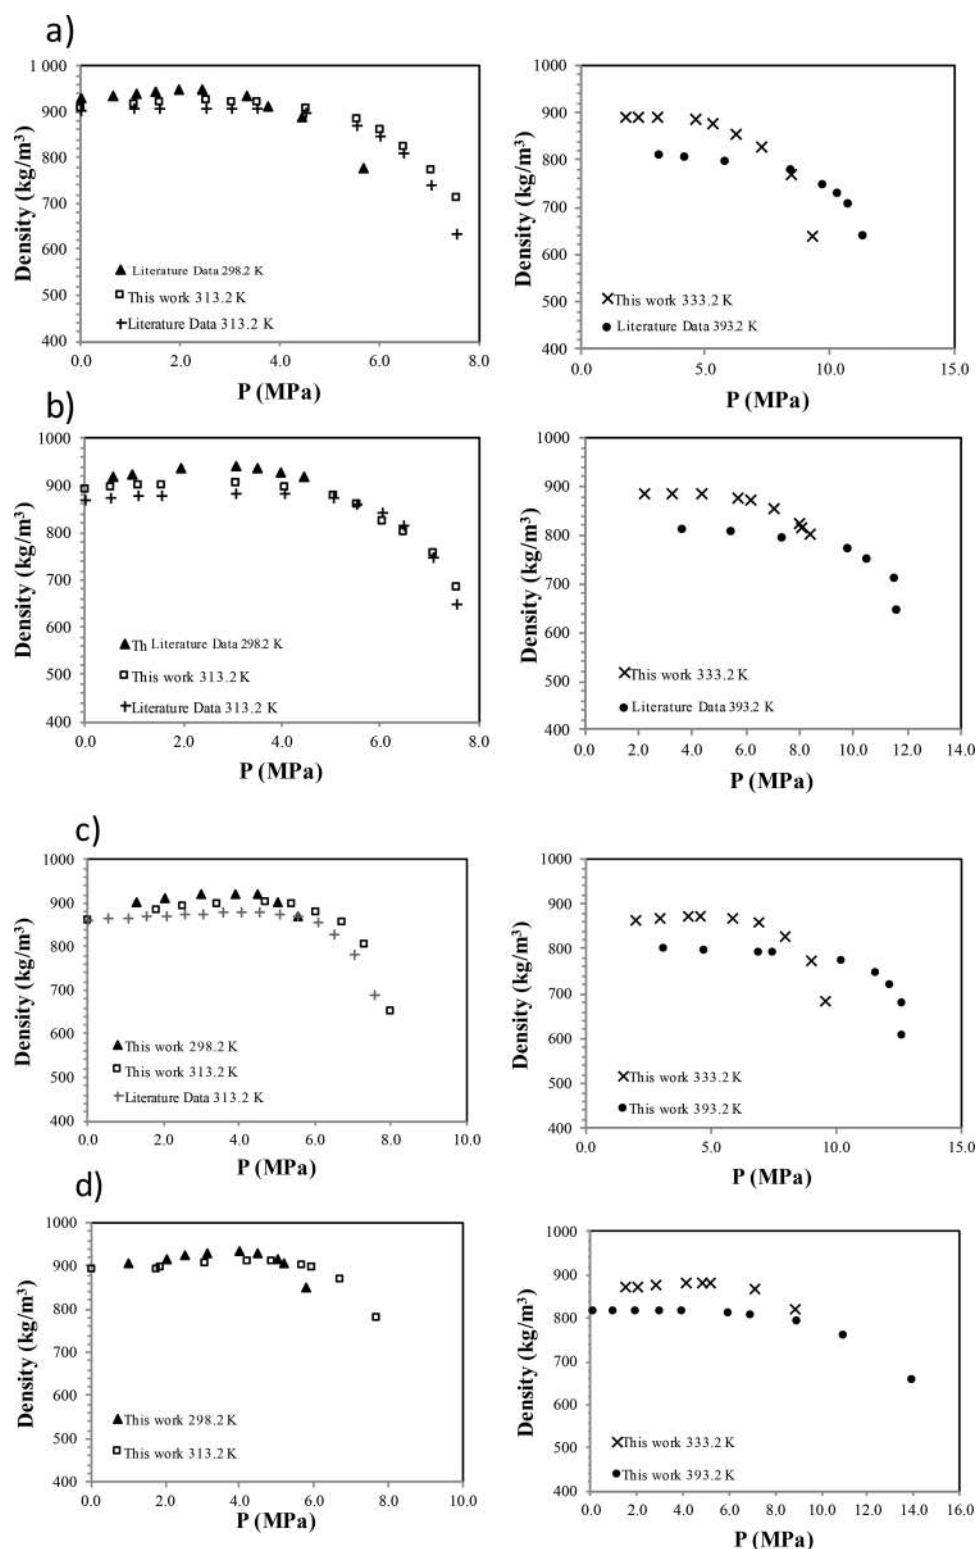 a)
1 000
900
800
700
600
500
400
0.0 2.0 4.0 6.0 8.0
Density (kg/m³)
P (MPa)
Literature Data 298.2 K
This work 313.2 K
Literature Data 313.2 K
1000
900
800
700
600
500
400
0.0 5.0 10.0 15.0
Density (kg/m³)
P (MPa)
This work 333.2 K
Literature Data 393.2 K
b)
1000
900
800
700
600
500
400
0.0 2.0 4.0 6.0 8.0
Density (kg/m³)
P (MPa)
Th Literature Data 298.2 K
This work 313.2 K
Literature Data 313.2 K
1000
900
800
700
600
500
400
0.0 2.0 4.0 6.0 8.0 10.0 12.0 14.0
Density (kg/m³)
P (MPa)
This work 333.2 K
Literature Data 393.2 K
c)
1000
900
800
700
600
500
400
0.0 2.0 4.0 6.0 8.0 10.0
Density (kg/m³)
P (MPa)
This work 298.2 K
This work 313.2 K
Literature Data 313.2 K
1000
900
800
700
600
500
400
0.0 5.0 10.0 15.0
Density (kg/m³)
P (MPa)
This work 333.2 K
This work 393.2 K
d)
1000
900
800
700
600
500
400
0.0 2.0 4.0 6.0 8.0 10.0
Density (kg/m³)
P (MPa)
This work 298.2 K
This work 313.2 K
1000
900
800
700
600
500
400
0.0 2.0 4.0 6.0 8.0 10.0 12.0 14.0 16.0
Density (kg/m³)
P (MPa)
This work 333.2 K
This work 393.2 K